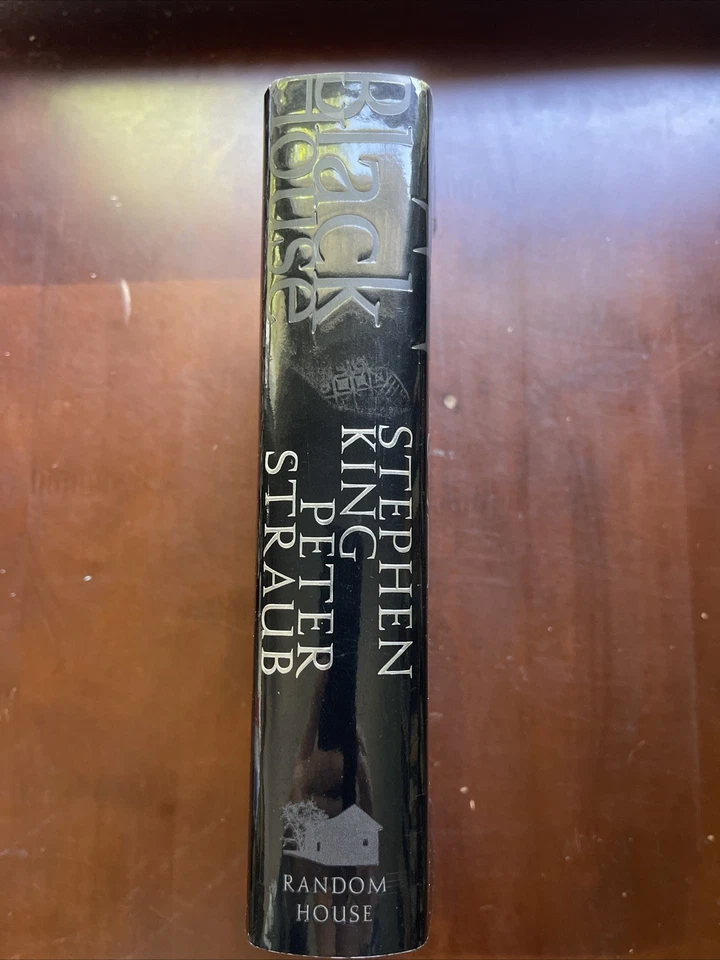 Black
House
STEPHEN
KING
PETER
STRAUB
RANDOM
HOUSE